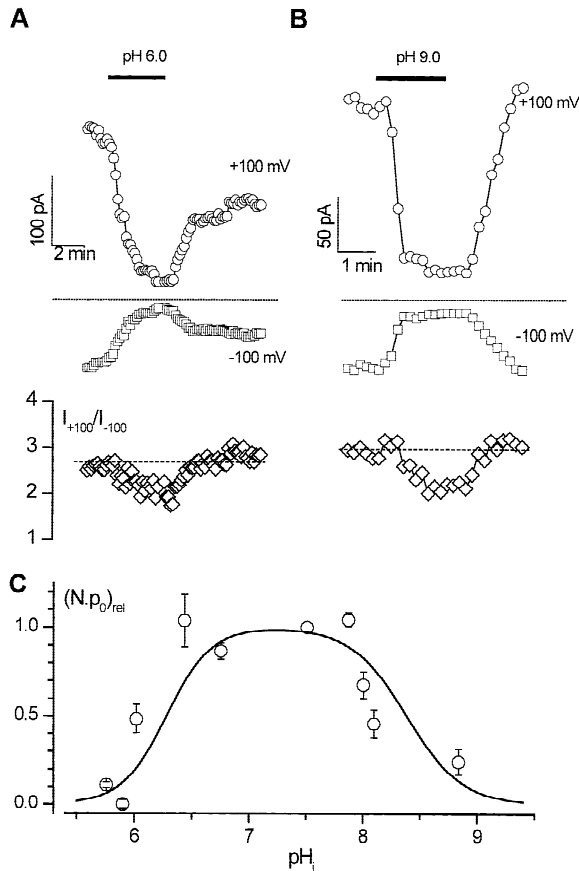 A
B
pH 6.0
pH 9.0
+100 mV
+100 mV
100 pA
2 min
50 pA
1 min
-100 mV
-100 mV
4
3
2
1
I+100/I-100
C
(N.p0)rel
1.0
0.5
0.0
6 7 8 9
pHi